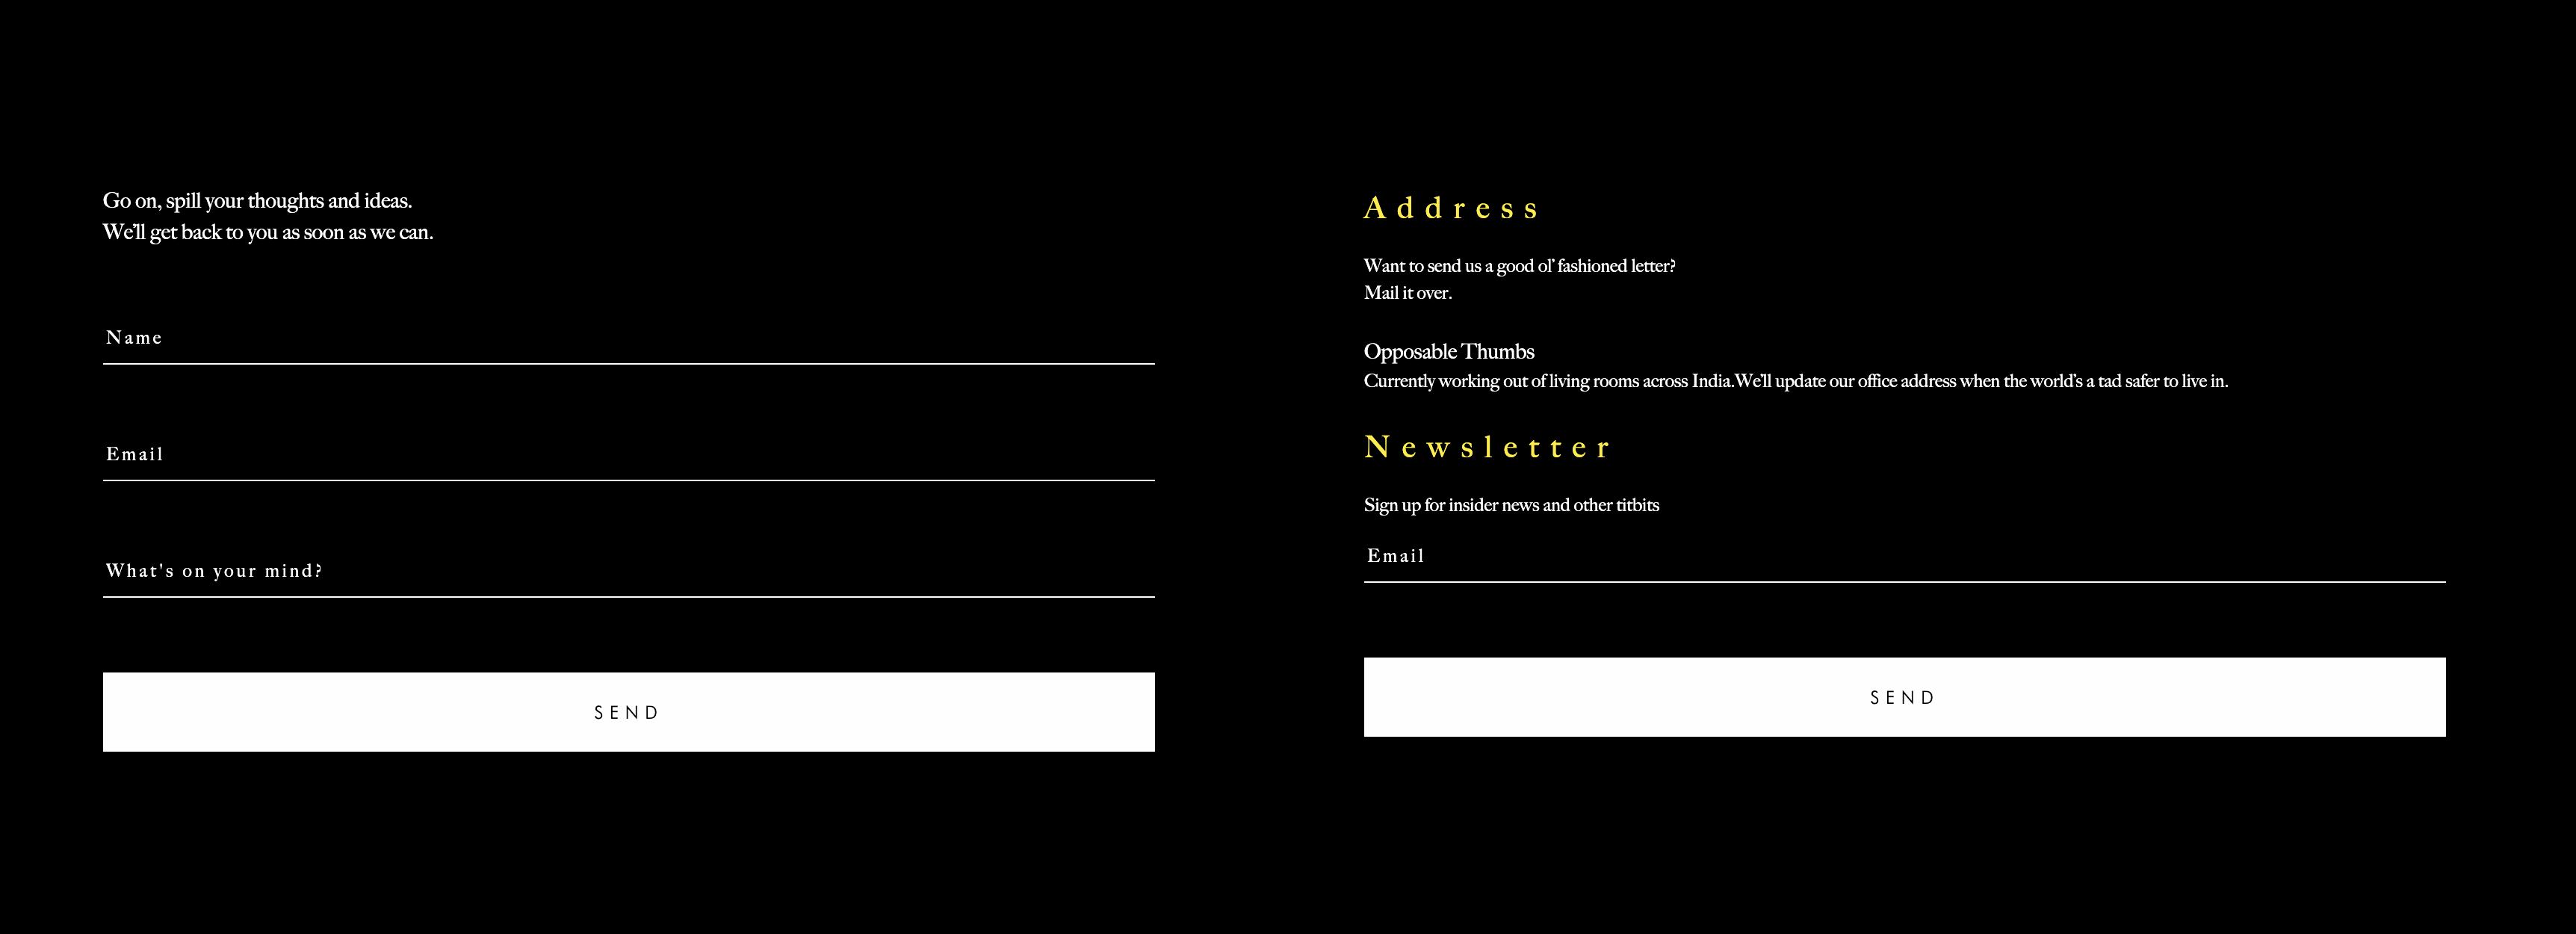 Go on, spill your thoughts and ideas.
We’ll get back to you as soon as we can.
Name
Email
What's on your mind?
SEND
Address
Want to send us a good ol’ fashioned letter?
Mail it over.
Opposable Thumbs
Currently working out of living rooms across India.We’ll update our office address when the world’s a tad safer to live in.
Newsletter
Sign up for insider news and other titbits
Email
SEND